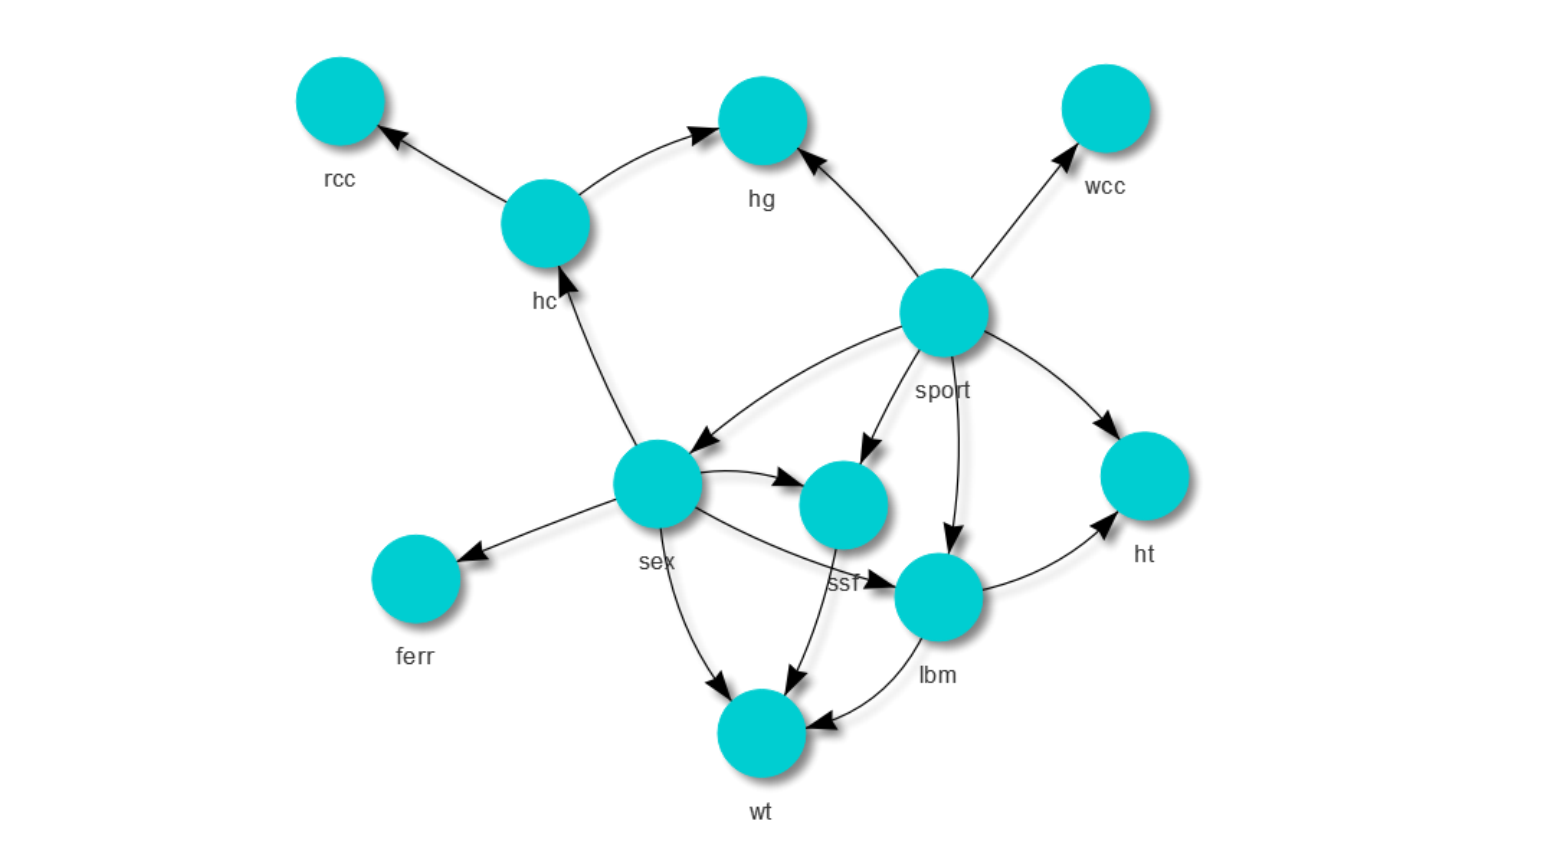 rcc
hg
wcc
hc
sport
sex
ssf
ht
ferr
lbm
wt